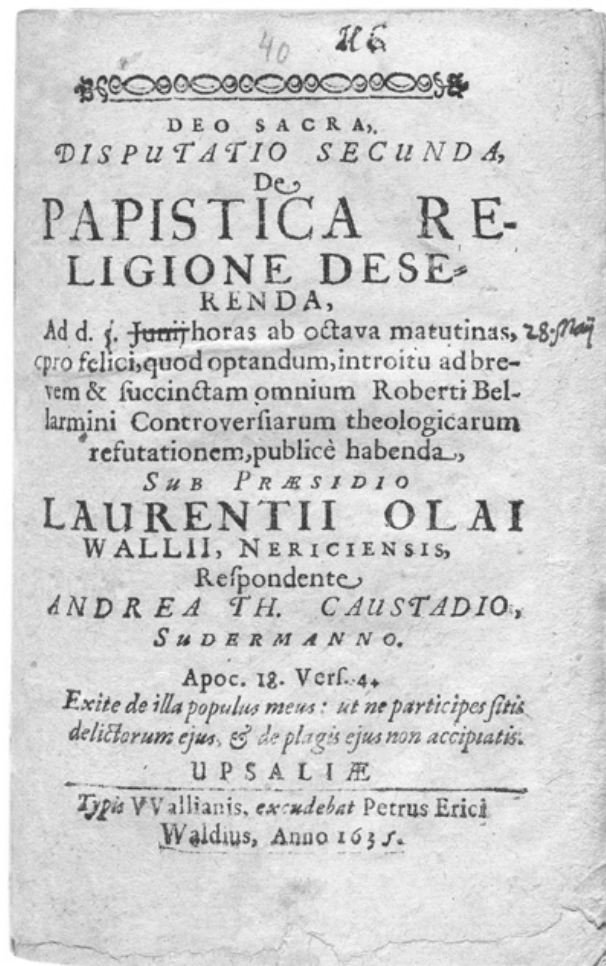 40 116
DEO SACRA,
DISPUTATIO SECUNDA,
De
PAPISTICA RE-
LIGIONE DESE-
RENDA,
Ad d. Junij horas ab octava matutinas, 28. Maij
pro felici, quod optandum, introitu ad bre-
vem & succinctam omnium Roberti Bel-
larmini Controversiarum theologicarum
refutationem, publicè habenda,
SUB PRÆSIDIO
LAURENTII OLAI
WALLII, NERICIENSIS,
Respondente
ANDREA TH. CAUSTADIO,
SUDERMANNO.
Apoc. 18. Vers. 4.
Exite de illa populus meus: ut ne participes sitis
delictorum ejus, & de plagis ejus non accipiatis.
UPSALIÆ
Typis VVallianis, excudebat Petrus Erici
Waldius, Anno 1635.